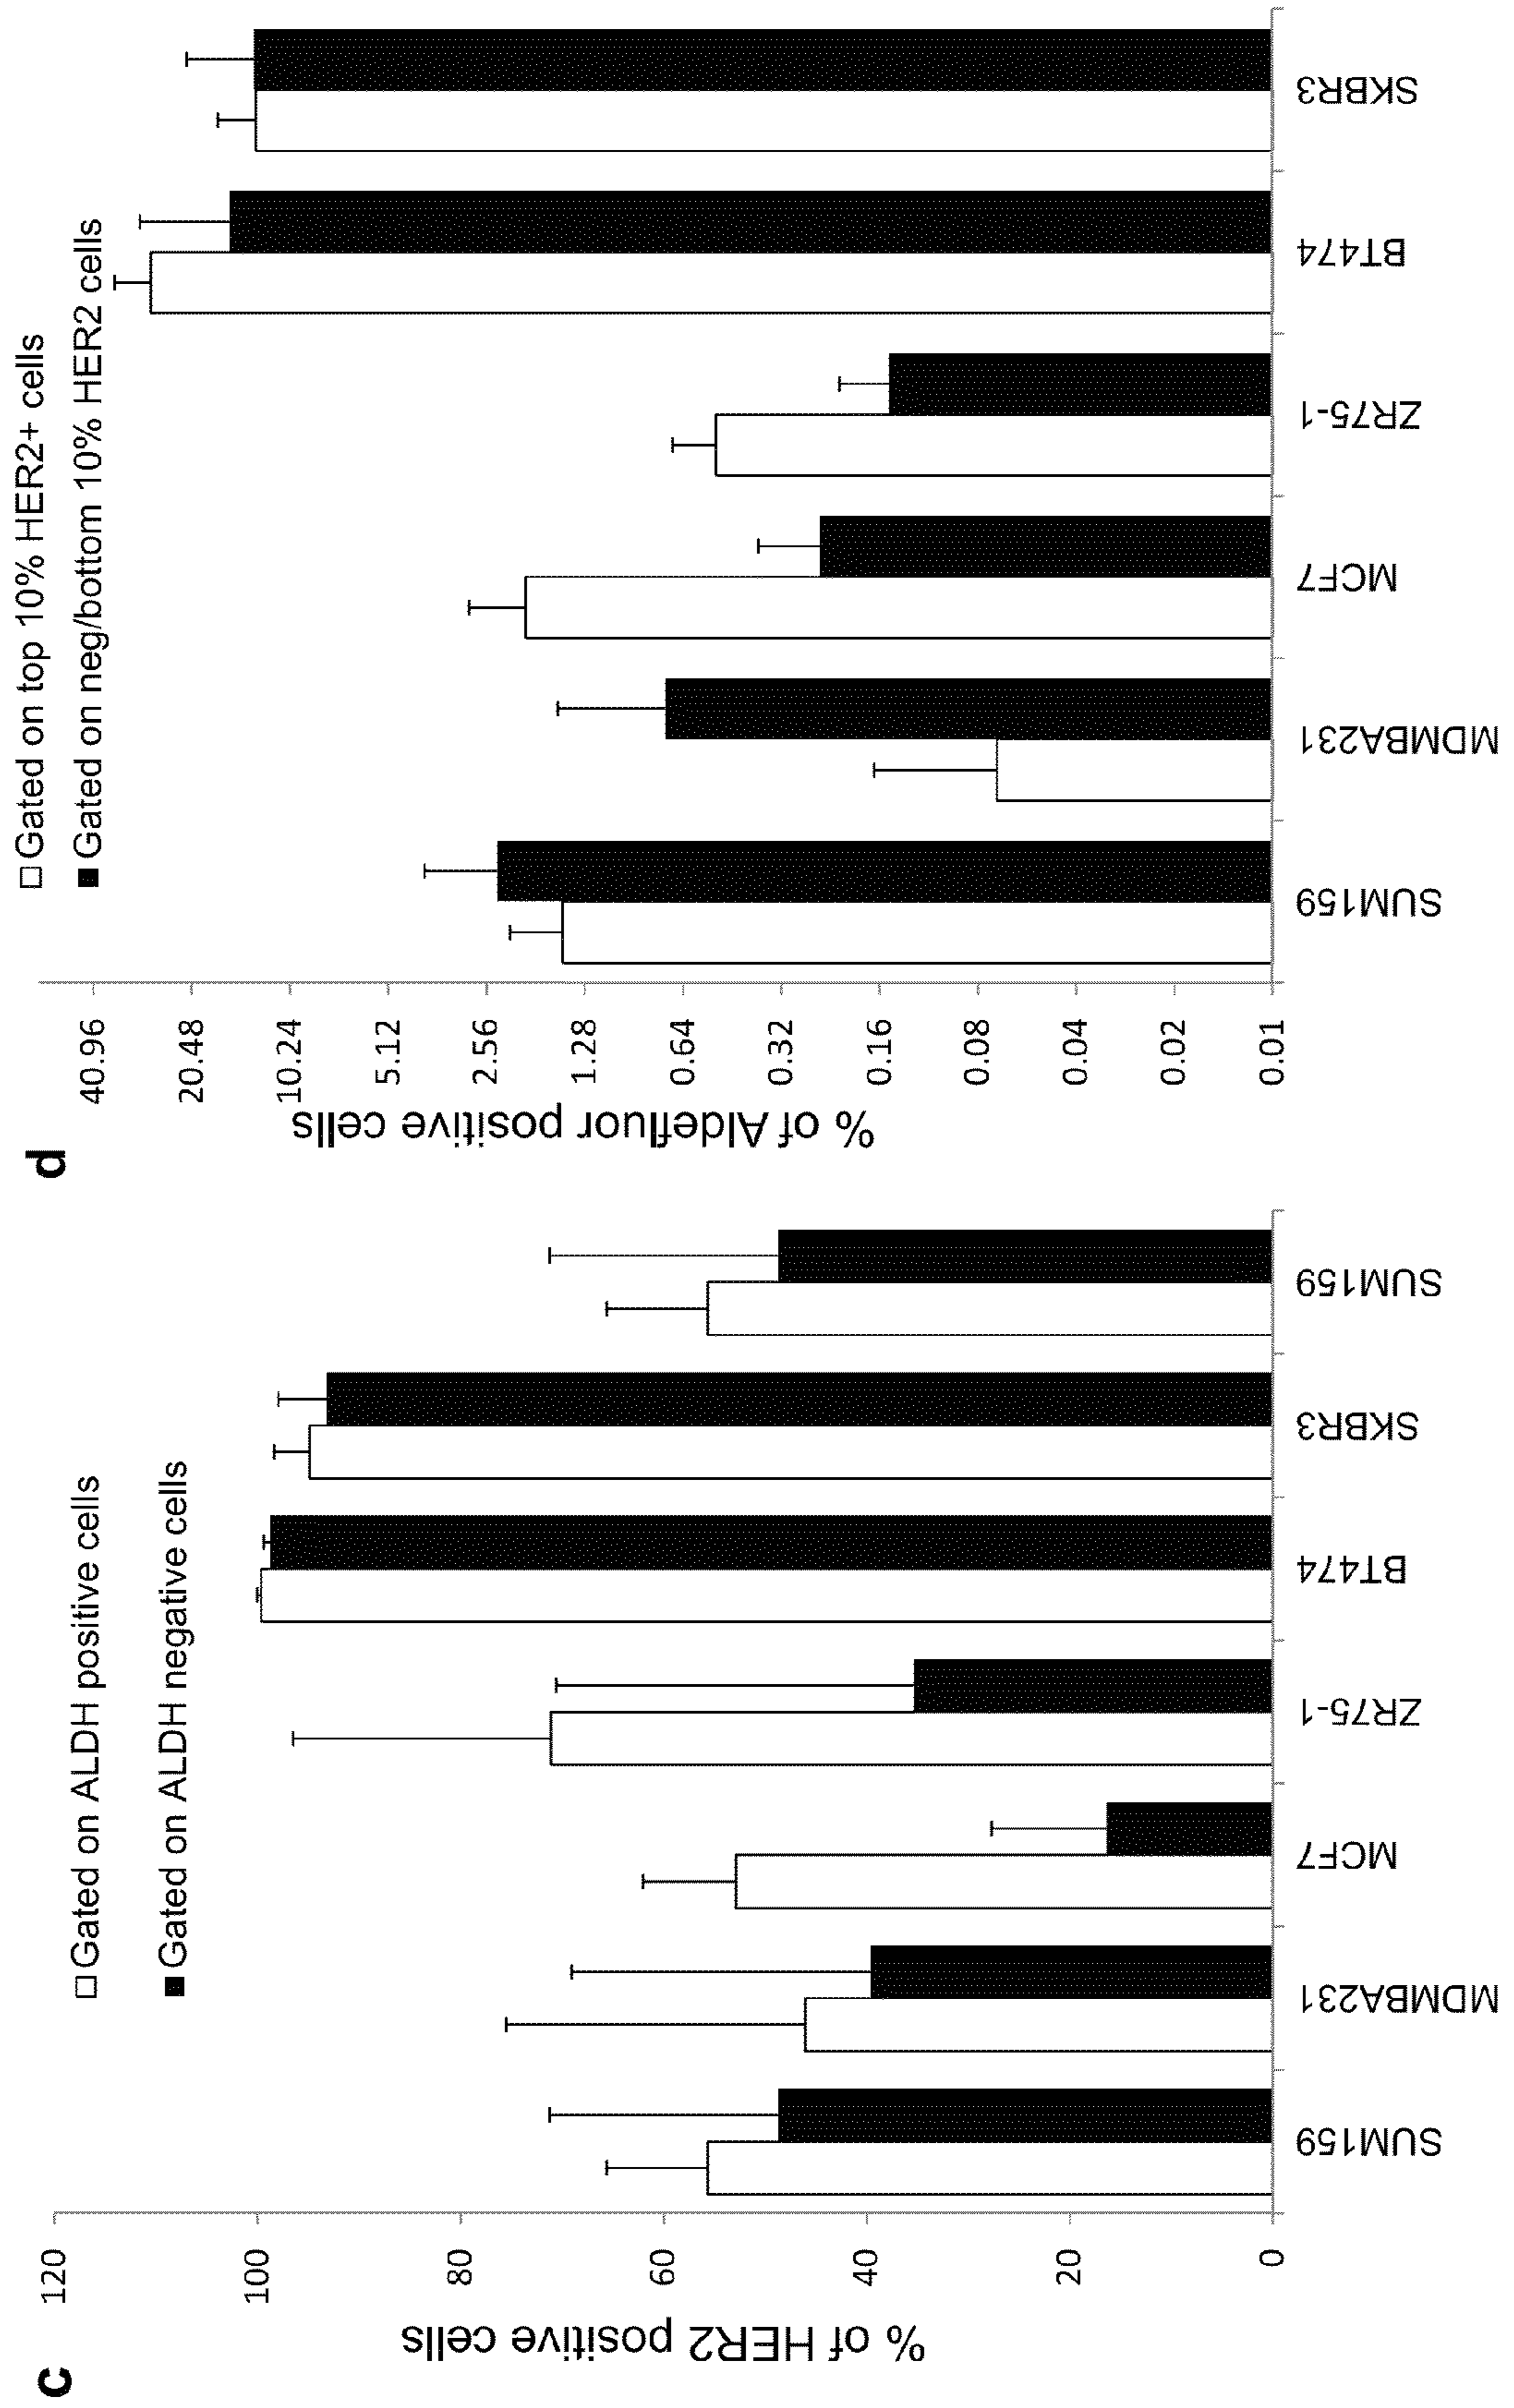 c
Gated on ALDH positive cells
Gated on ALDH negative cells
% of HER2 positive cells
120
100
80
60
40
20
0
SUM159
MDMBA231
MCF7
ZR75-1
BT474
SKBR3
SUM159
d
Gated on top 10% HER2+ cells
Gated on neg/bottom 10% HER2 cells
% of Aldefluor positive cells
40.96
20.48
10.24
5.12
2.56
1.28
0.64
0.32
0.16
0.08
0.04
0.02
0.01
SUM159
MDMBA231
MCF7
ZR75-1
BT474
SKBR3